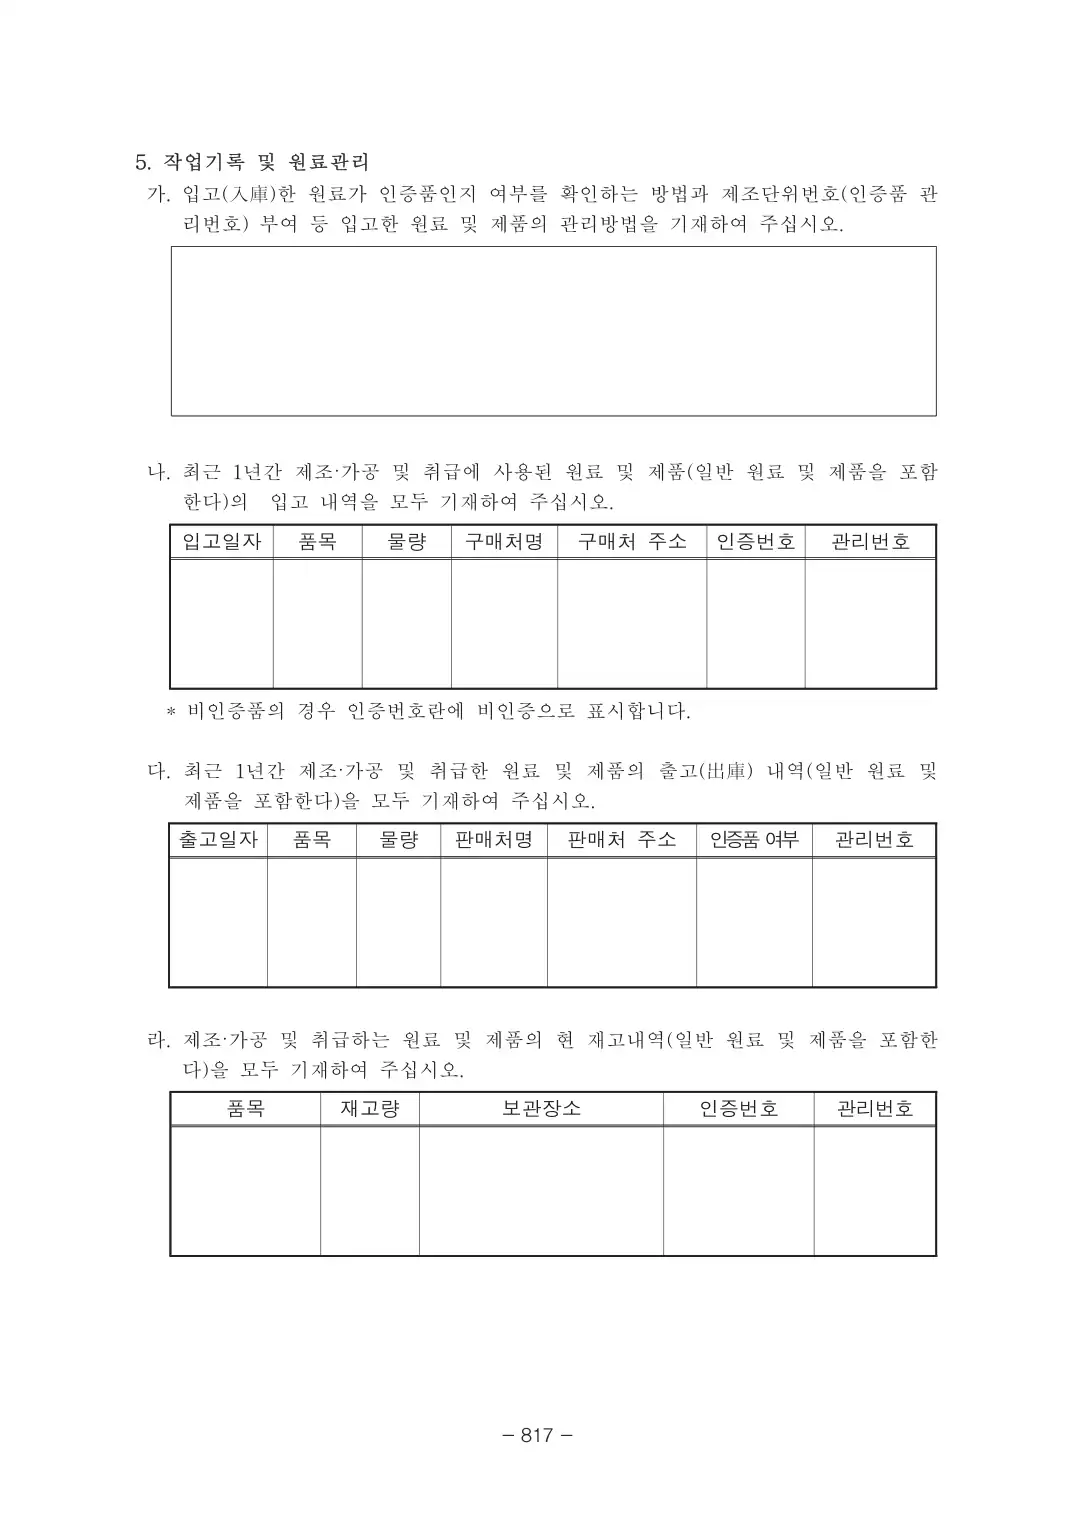 5. 작업기록 및 원료관리
가. 입고(入庫)한 원료가 인증품인지 여부를 확인하는 방법과 제조단위번호(인증품 관
리번호) 부여 등 입고한 원료 및 제품의 관리방법을 기재하여 주십시오.
나. 최근 1년간 제조·가공 및 취급에 사용된 원료 및 제품(일반 원료 및 제품을 포함
한다)의 입고 내역을 모두 기재하여 주십시오.
입고일자 품목 물량 구매처명 구매처 주소 인증번호 관리번호
* 비인증품의 경우 인증번호란에 비인증으로 표시합니다.
다. 최근 1년간 제조·가공 및 취급한 원료 및 제품의 출고(出庫) 내역(일반 원료 및
제품을 포함한다)을 모두 기재하여 주십시오.
출고일자 품목 물량 판매처명 판매처 주소 인증품 여부 관리번호
라. 제조·가공 및 취급하는 원료 및 제품의 현 재고내역(일반 원료 및 제품을 포함한
다)을 모두 기재하여 주십시오.
품목 재고량 보관장소 인증번호 관리번호
- 817 -